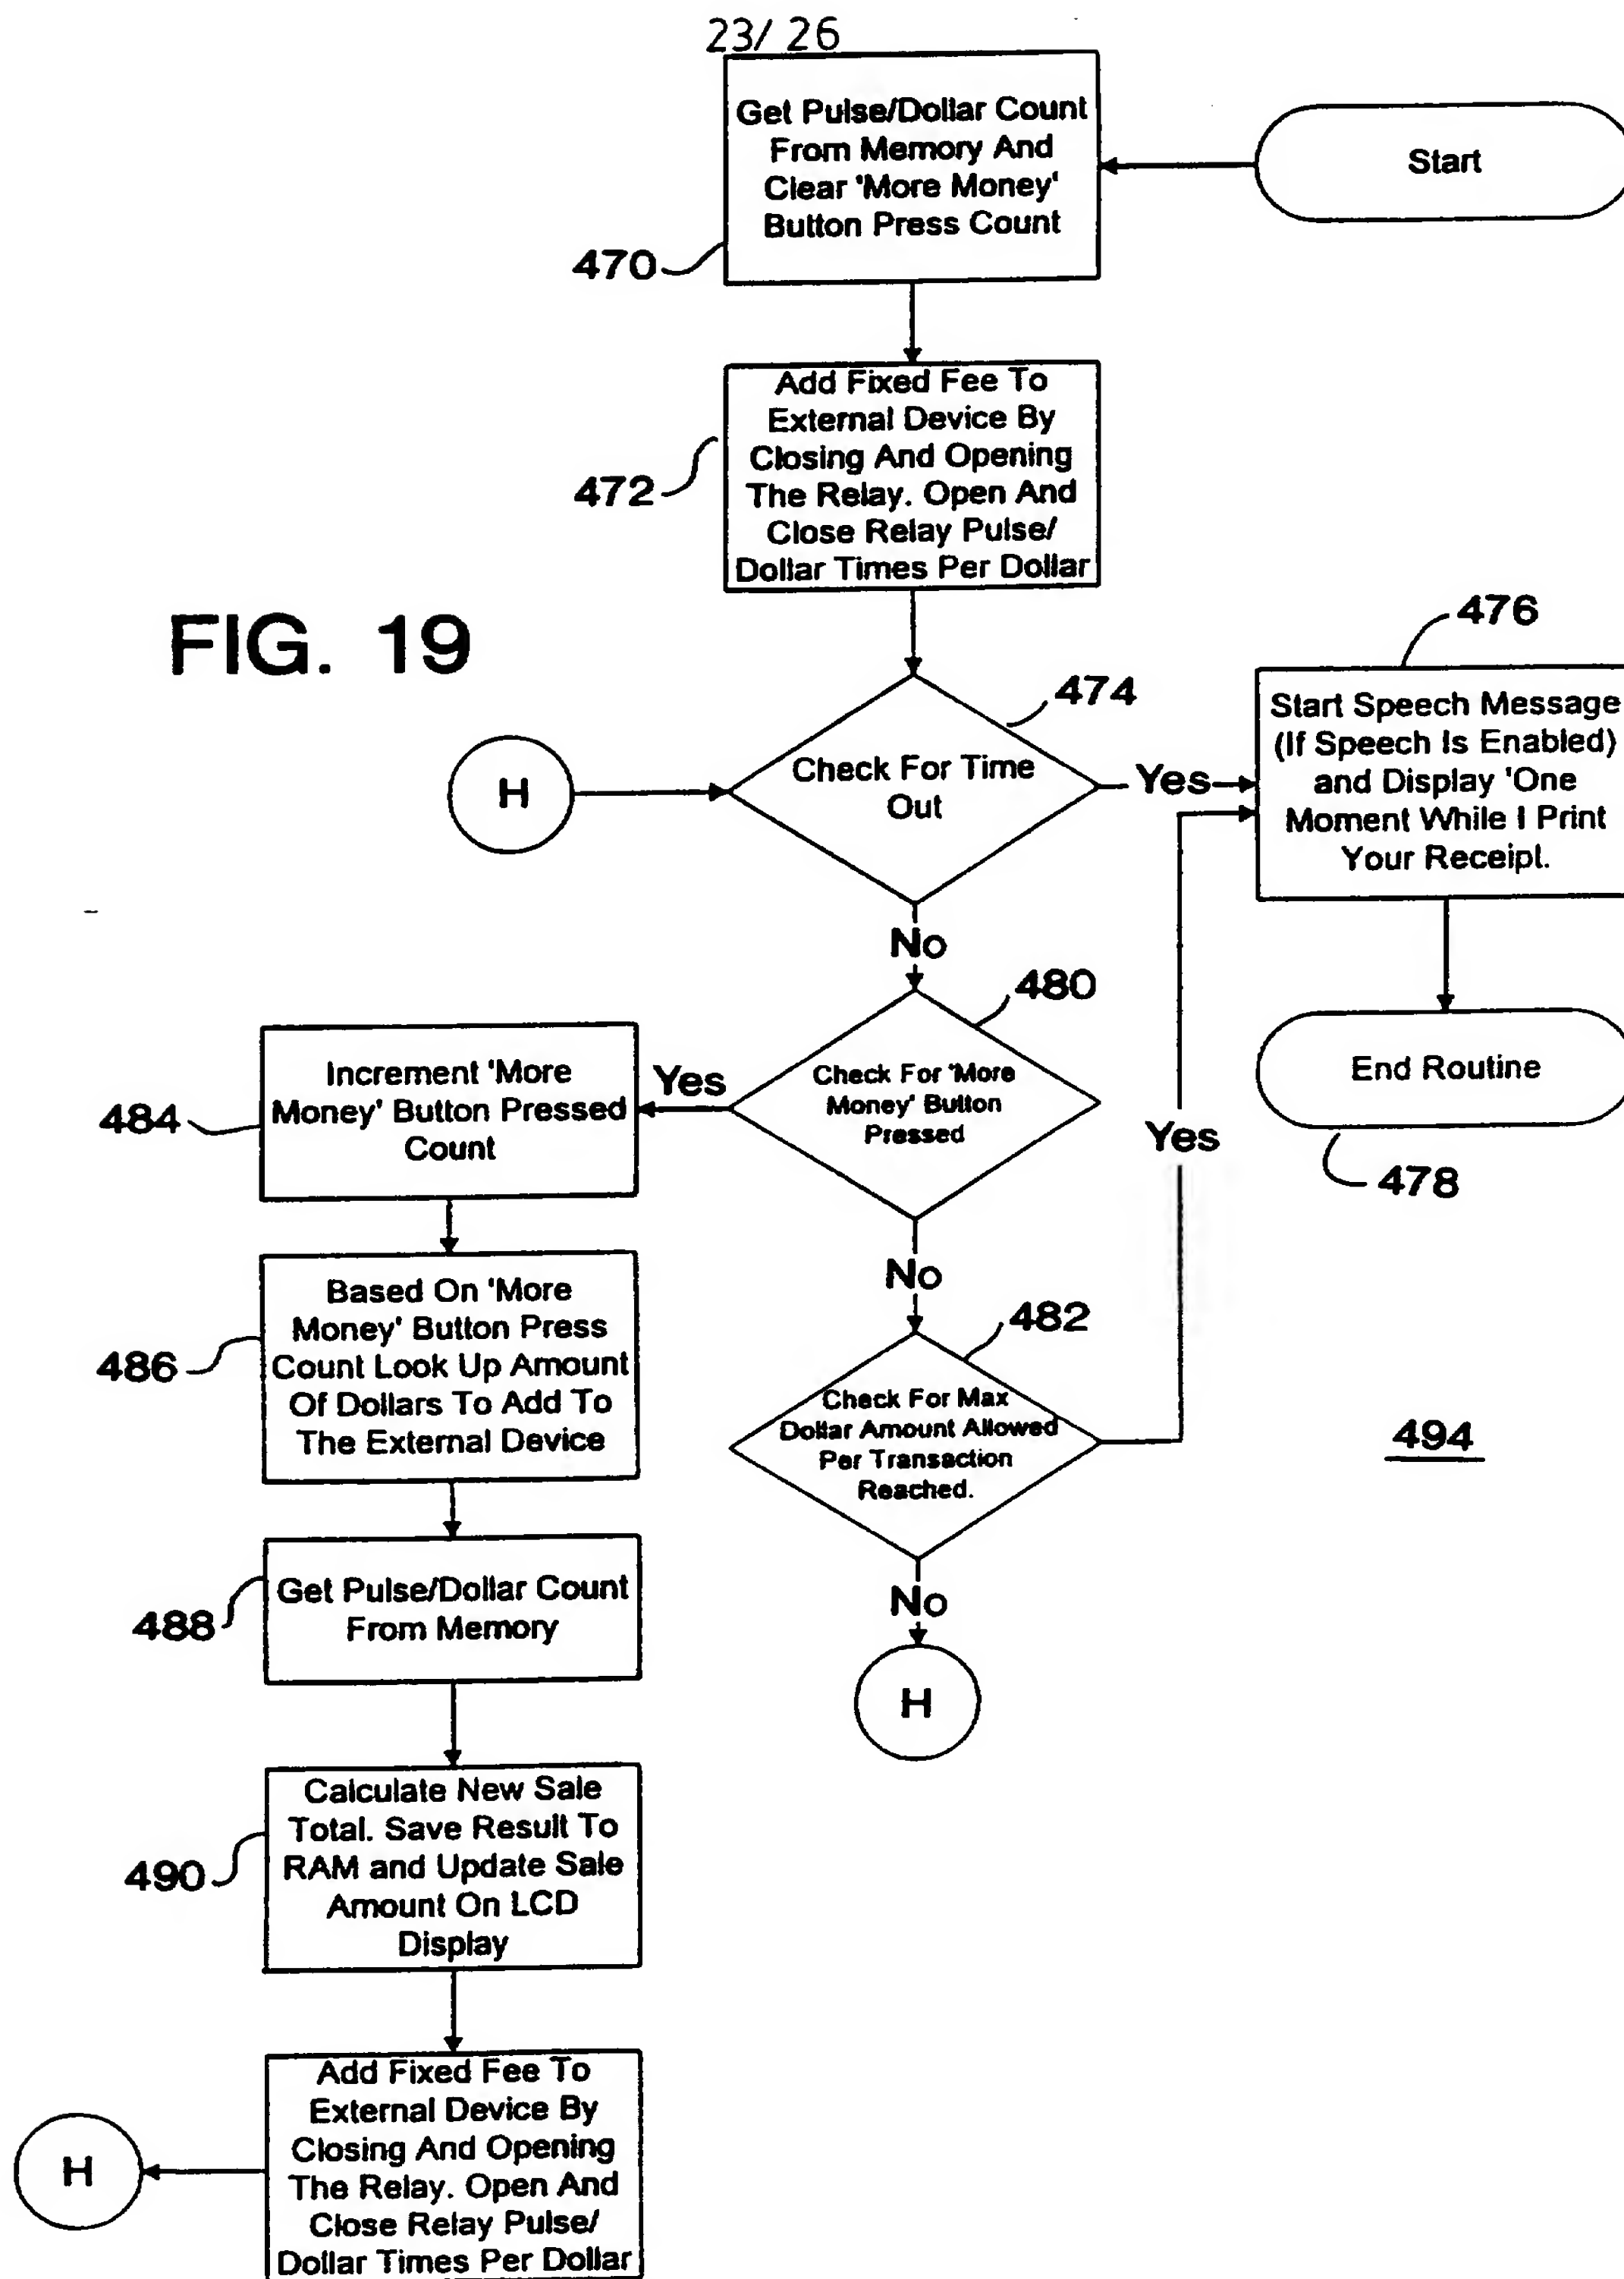 23/ 26
Get Pulse/Dollar Count
From Memory And
Clear 'More Money'
Button Press Count
Start
470
Add Fixed Fee To
External Device By
Closing And Opening
The Relay. Open And
Close Relay Pulse/
Dollar Times Per Dollar
472
FIG. 19
474
Check For Time
Out
H
Yes
476
Start Speech Message
(If Speech Is Enabled)
and Display 'One
Moment While I Print
Your Receipt.
No
480
Check For 'More
Money' Button
Pressed
Yes
Yes
End Routine
478
Increment 'More
Money' Button Pressed
Count
484
No
482
Check For Max
Dollar Amount Allowed
Per Transaction
Reached.
494
Based On 'More
Money' Button Press
Count Look Up Amount
Of Dollars To Add To
The External Device
486
No
H
Get Pulse/Dollar Count
From Memory
488
Calculate New Sale
Total. Save Result To
RAM and Update Sale
Amount On LCD
Display
490
Add Fixed Fee To
External Device By
Closing And Opening
The Relay. Open And
Close Relay Pulse/
Dollar Times Per Dollar
H